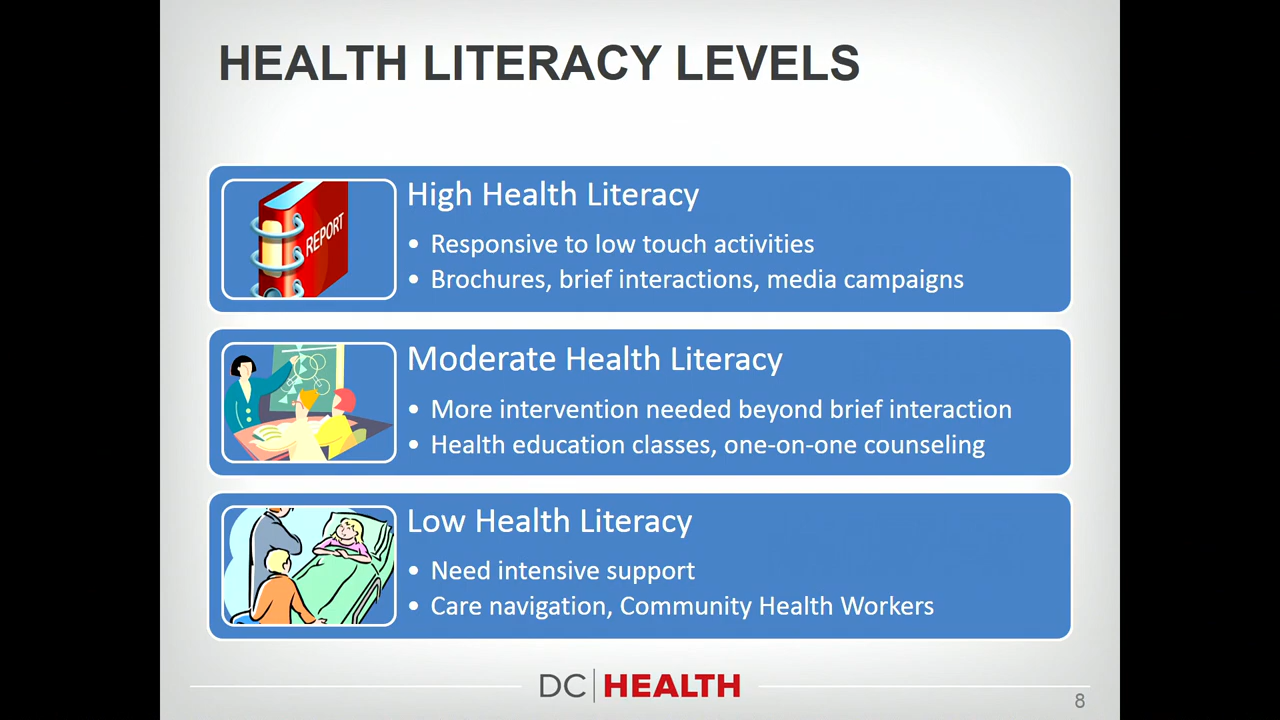 HEALTH LITERACY LEVELS
REPORT
High Health Literacy
• Responsive to low touch activities
• Brochures, brief interactions, media campaigns
Moderate Health Literacy
• More intervention needed beyond brief interaction
• Health education classes, one-on-one counseling
Low Health Literacy
• Need intensive support
• Care navigation, Community Health Workers
DC | HEALTH
8